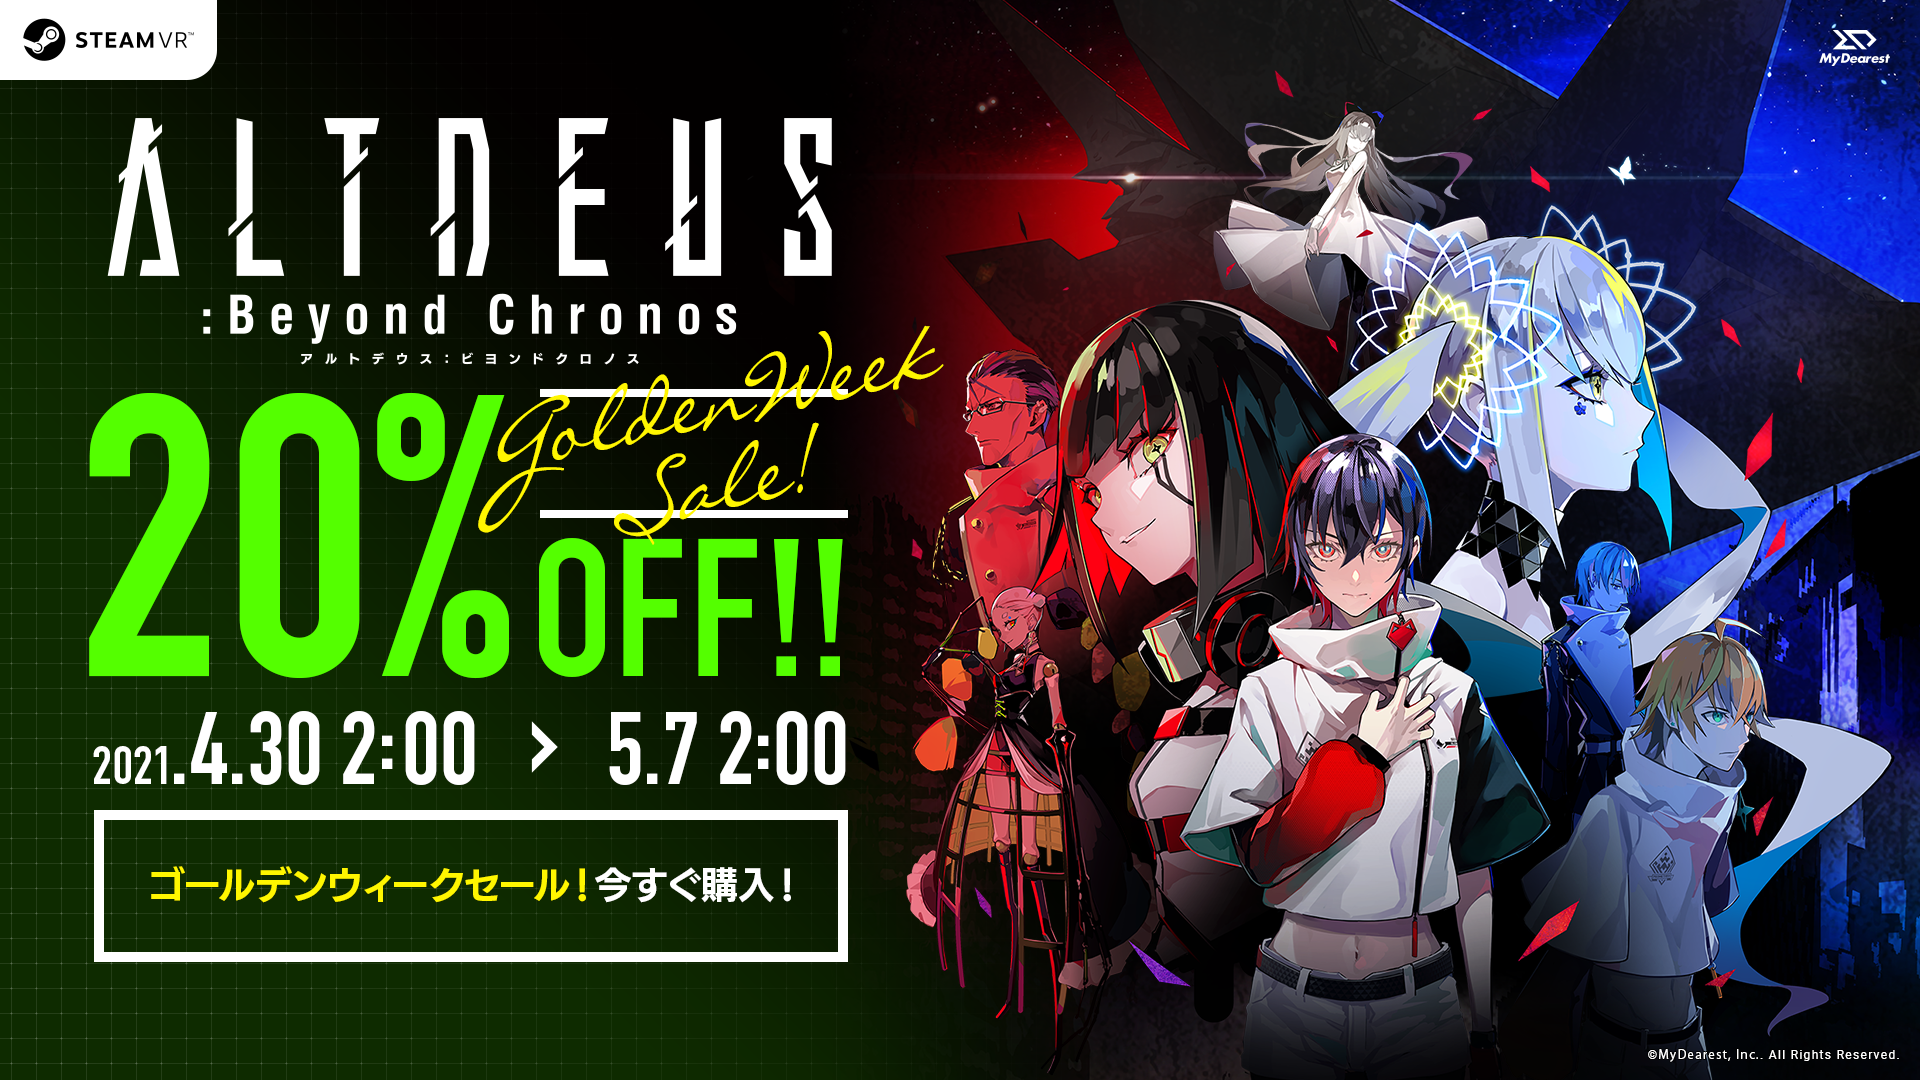 STEAM VR™
MyDearest
ALTDEUS
:Beyond Chronos
アルトデウス:ビヨンドクロノス
20% OFF!!
Golden Week
Sale!
2021.4.30 2:00 > 5.7 2:00
ゴールデンウィークセール!今すぐ購入!
©MyDearest, Inc.. All Rights Reserved.